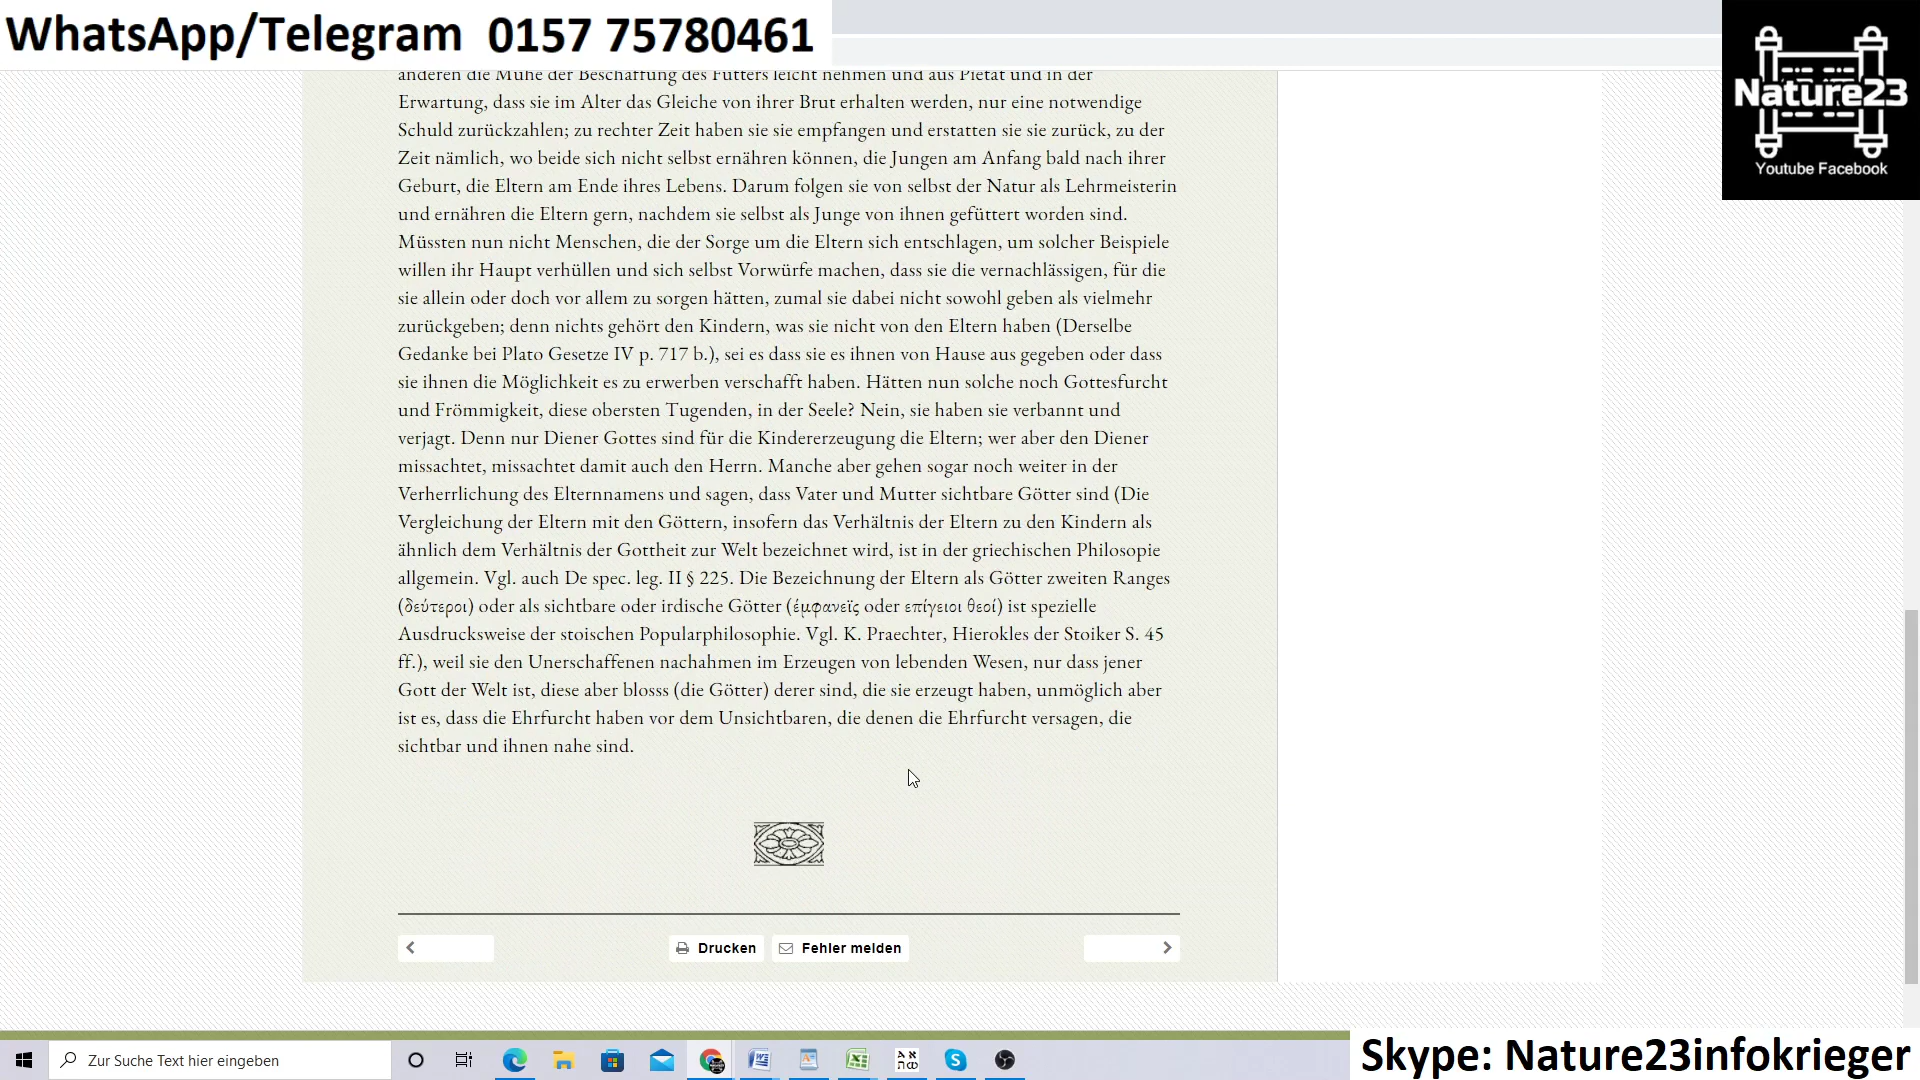 WhatsApp/Telegram 0157 75780461
Nature23
Youtube Facebook
anderen die Mühe der Beschaffung des Futters leicht nehmen und aus Pietät und in der
Erwartung, dass sie im Alter das Gleiche von ihrer Brut erhalten werden, nur eine notwendige
Schuld zurückzahlen; zu rechter Zeit haben sie sie empfangen und erstatten sie sie zurück, zu der
Zeit nämlich, wo beide sich nicht selbst ernähren können, die Jungen am Anfang bald nach ihrer
Geburt, die Eltern am Ende ihres Lebens. Darum folgen sie von selbst der Natur als Lehrmeisterin
und ernähren die Eltern gern, nachdem sie selbst als Junge von ihnen gefüttert worden sind.
Müssten nun nicht Menschen, die der Sorge um die Eltern sich entschlagen, um solcher Beispiele
willen ihr Haupt verhüllen und sich selbst Vorwürfe machen, dass sie die vernachlässigen, für die
sie allein oder doch vor allem zu sorgen hätten, zumal sie dabei nicht sowohl geben als vielmehr
zurückgeben; denn nichts gehört den Kindern, was sie nicht von den Eltern haben (Derselbe
Gedanke bei Plato Gesetze IV p. 717 b.), sei es dass sie es ihnen von Hause aus gegeben oder dass
sie ihnen die Möglichkeit es zu erwerben verschafft haben. Hätten nun solche noch Gottesfurcht
und Frömmigkeit, diese obersten Tugenden, in der Seele? Nein, sie haben sie verbannt und
verjagt. Denn nur Diener Gottes sind für die Kindererzeugung die Eltern; wer aber den Diener
missachtet, missachtet damit auch den Herrn. Manche aber gehen sogar noch weiter in der
Verherrlichung des Elternnamens und sagen, dass Vater und Mutter sichtbare Götter sind (Die
Vergleichung der Eltern mit den Göttern, insofern das Verhältnis der Eltern zu den Kindern als
ähnlich dem Verhältnis der Gottheit zur Welt bezeichnet wird, ist in der griechischen Philosopie
allgemein. Vgl. auch De spec. leg. II § 225. Die Bezeichnung der Eltern als Götter zweiten Ranges
(δεύτεροι) oder als sichtbare oder irdische Götter (έμφανεϊς oder επίγειοι θεοί) ist spezielle
Ausdrucksweise der stoischen Popularphilosophie. Vgl. K. Praechter, Hierokles der Stoiker S. 45
ff.), weil sie den Unerschaffenen nachahmen im Erzeugen von lebenden Wesen, nur dass jener
Gott der Welt ist, diese aber blosss (die Götter) derer sind, die sie erzeugt haben, unmöglich aber
ist es, dass die Ehrfurcht haben vor dem Unsichtbaren, die denen die Ehrfurcht versagen, die
sichtbar und ihnen nahe sind.
Drucken Fehler melden
Zur Suche Text hier eingeben
Skype: Nature23infokrieger